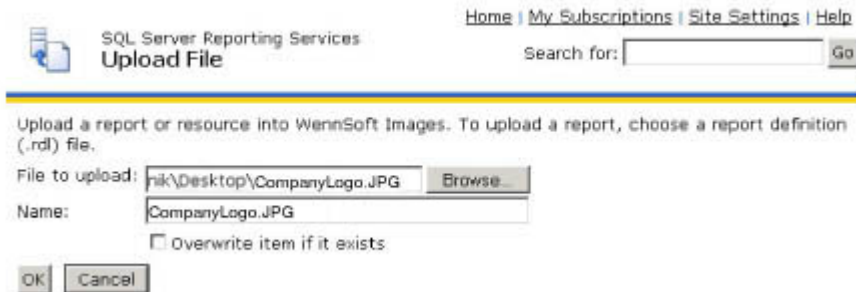 Home | My Subscriptions | Site Settings | Help
SQL Server Reporting Services
Upload File
Search for:
Go
Upload a report or resource into WennSoft Images. To upload a report, choose a report definition
(.rdl) file.
File to upload: nik\Desktop\CompanyLogo.JPG Browse...
Name: CompanyLogo.JPG
Overwrite item if it exists
OK Cancel